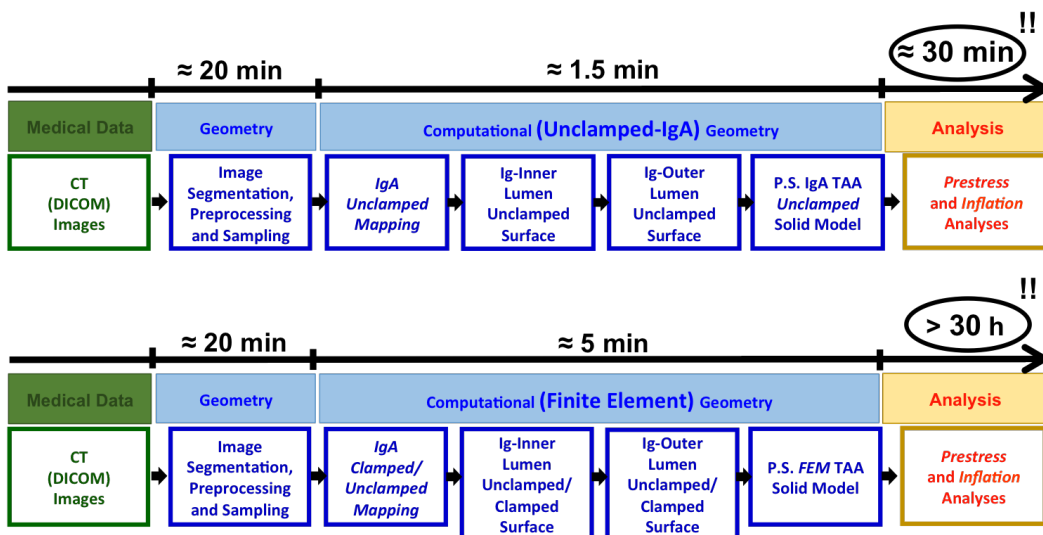 !!
≈ 20 min
≈ 1.5 min
≈ 30 min
Medical Data
Geometry
Computational (Unclamped-IgA) Geometry
Analysis
CT
(DICOM)
Images
Image
Segmentation,
Preprocessing
and Sampling
IgA
Unclamped
Mapping
Ig-Inner
Lumen
Unclamped
Surface
Ig-Outer
Lumen
Unclamped
Surface
P.S. IgA TAA
Unclamped
Solid Model
Prestress
and Inflation
Analyses
!!
≈ 20 min
≈ 5 min
> 30 h
Medical Data
Geometry
Computational (Finite Element) Geometry
Analysis
CT
(DICOM)
Images
Image
Segmentation,
Preprocessing
and Sampling
IgA
Clamped/
Unclamped
Mapping
Ig-Inner
Lumen
Unclamped/
Clamped
Surface
Ig-Outer
Lumen
Unclamped/
Clamped
Surface
P.S. FEM TAA
Solid Model
Prestress
and Inflation
Analyses